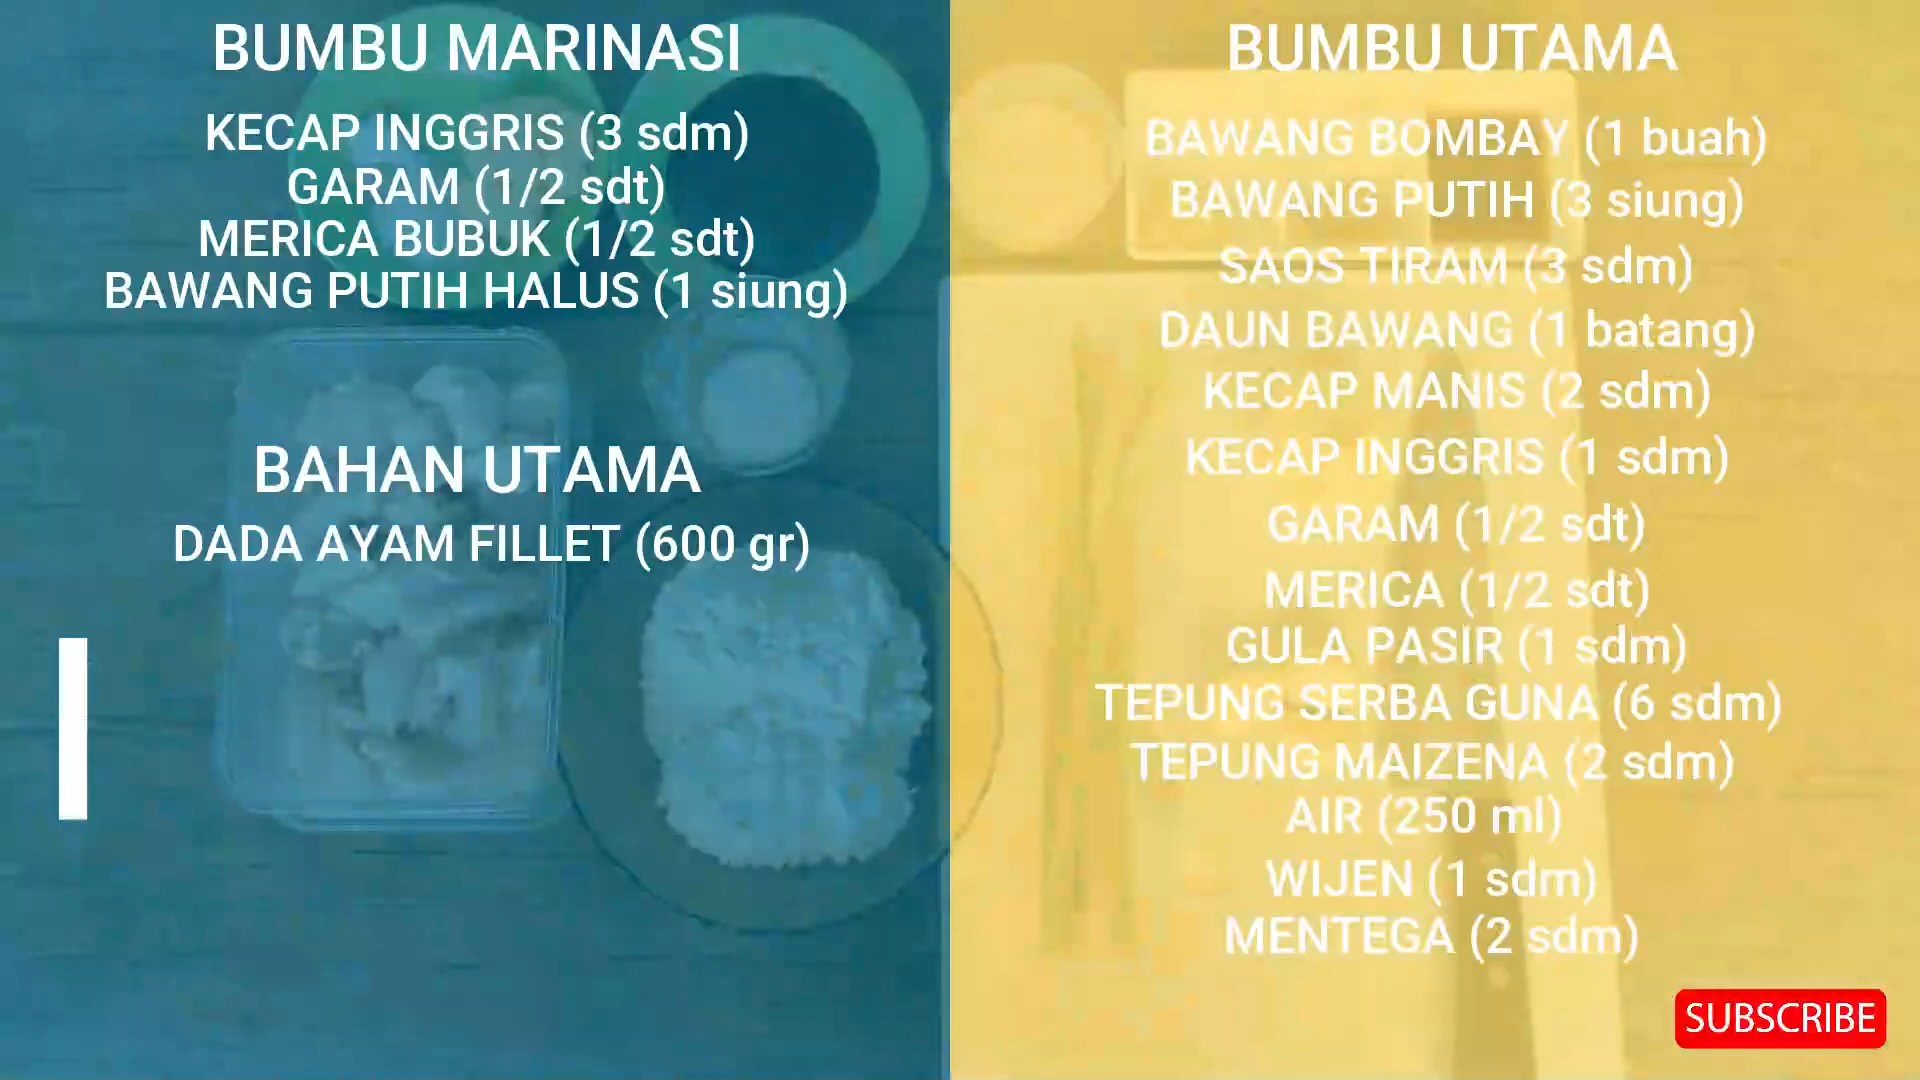 BUMBU MARINASI
KECAP INGGRIS (3 sdm)
GARAM (1/2 sdt)
MERICA BUBUK (1/2 sdt)
BAWANG PUTIH HALUS (1 siung)
BAHAN UTAMA
DADA AYAM FILLET (600 gr)
BUMBU UTAMA
BAWANG BOMBAY (1 buah)
BAWANG PUTIH (3 siung)
SAOS TIRAM (3 sdm)
DAUN BAWANG (1 batang)
KECAP MANIS (2 sdm)
KECAP INGGRIS (1 sdm)
GARAM (1/2 sdt)
MERICA (1/2 sdt)
GULA PASIR (1 sdm)
TEPUNG SERBA GUNA (6 sdm)
TEPUNG MAIZENA (2 sdm)
AIR (250 ml)
WIJEN (1 sdm)
MENTEGA (2 sdm)
SUBSCRIBE